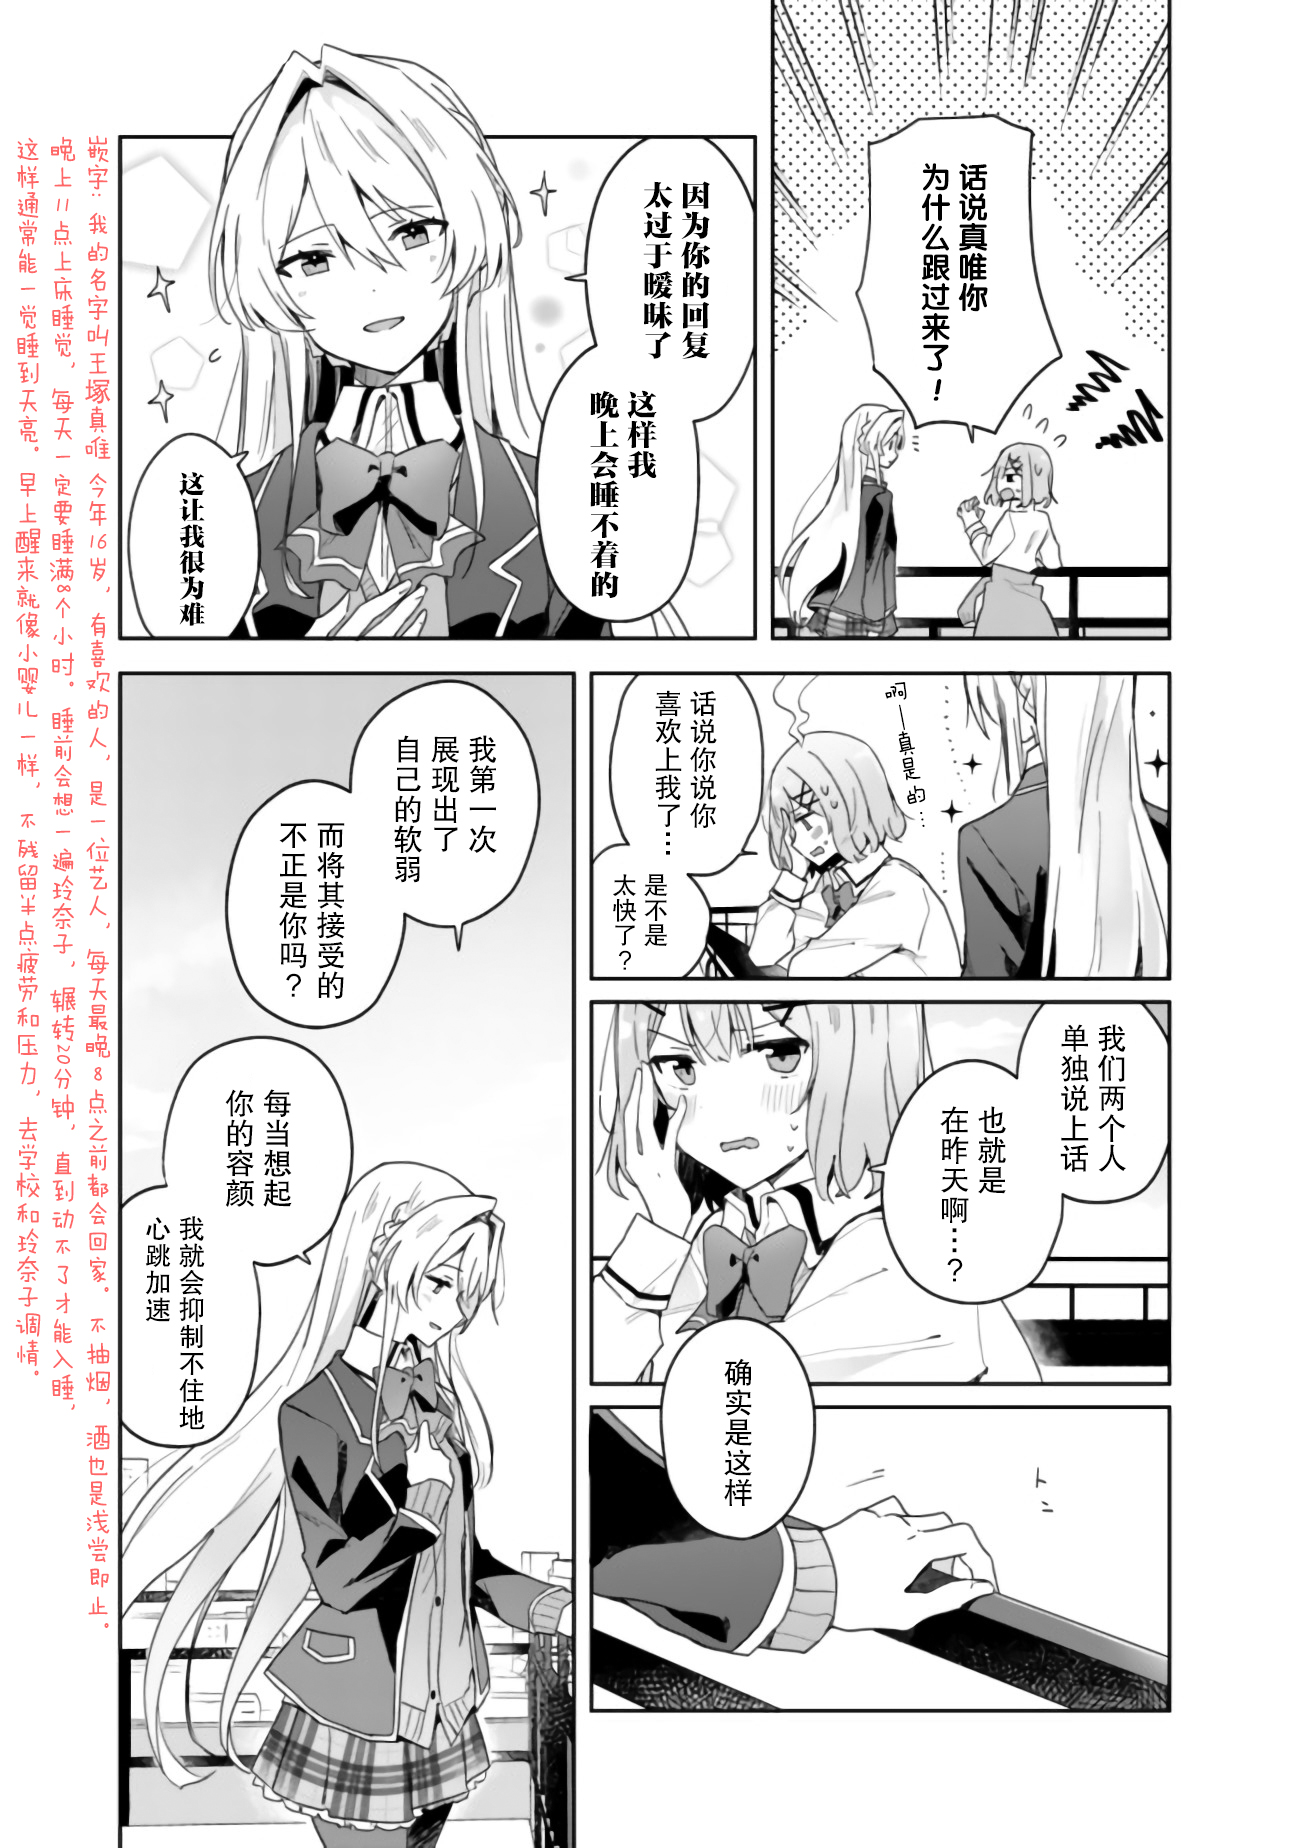 话说真唯你
为什么跟过来了！
因为你的回复
太过于暧昧了
这样我
晚上会睡不着的
这让我很为难
啊—真是的…
话说你说你
喜欢上我了…
是不是
太快了？
我们两个人
单独说上话
也就是
在昨天啊…？
确实是这样
トン
我第一次
展现出了
自己的软弱
而将其接受的
不正是你吗？
每当想起
你的容颜
我就会抑制不住地
心跳加速
嵌字：我的名字叫王塚真唯 今年16岁，有喜欢的人，是一位艺人，每天最晚8点之前都会回家。不抽烟，酒也是浅尝即止。
晚上11点上床睡觉，每天一定要睡满8个小时。睡前会想一遍玲奈子，辗转20分钟，直到动不了才能入睡，
这样通常能一觉睡到天亮。早上醒来就像小婴儿一样，不残留半点疲劳和压力，去学校和玲奈子调情。